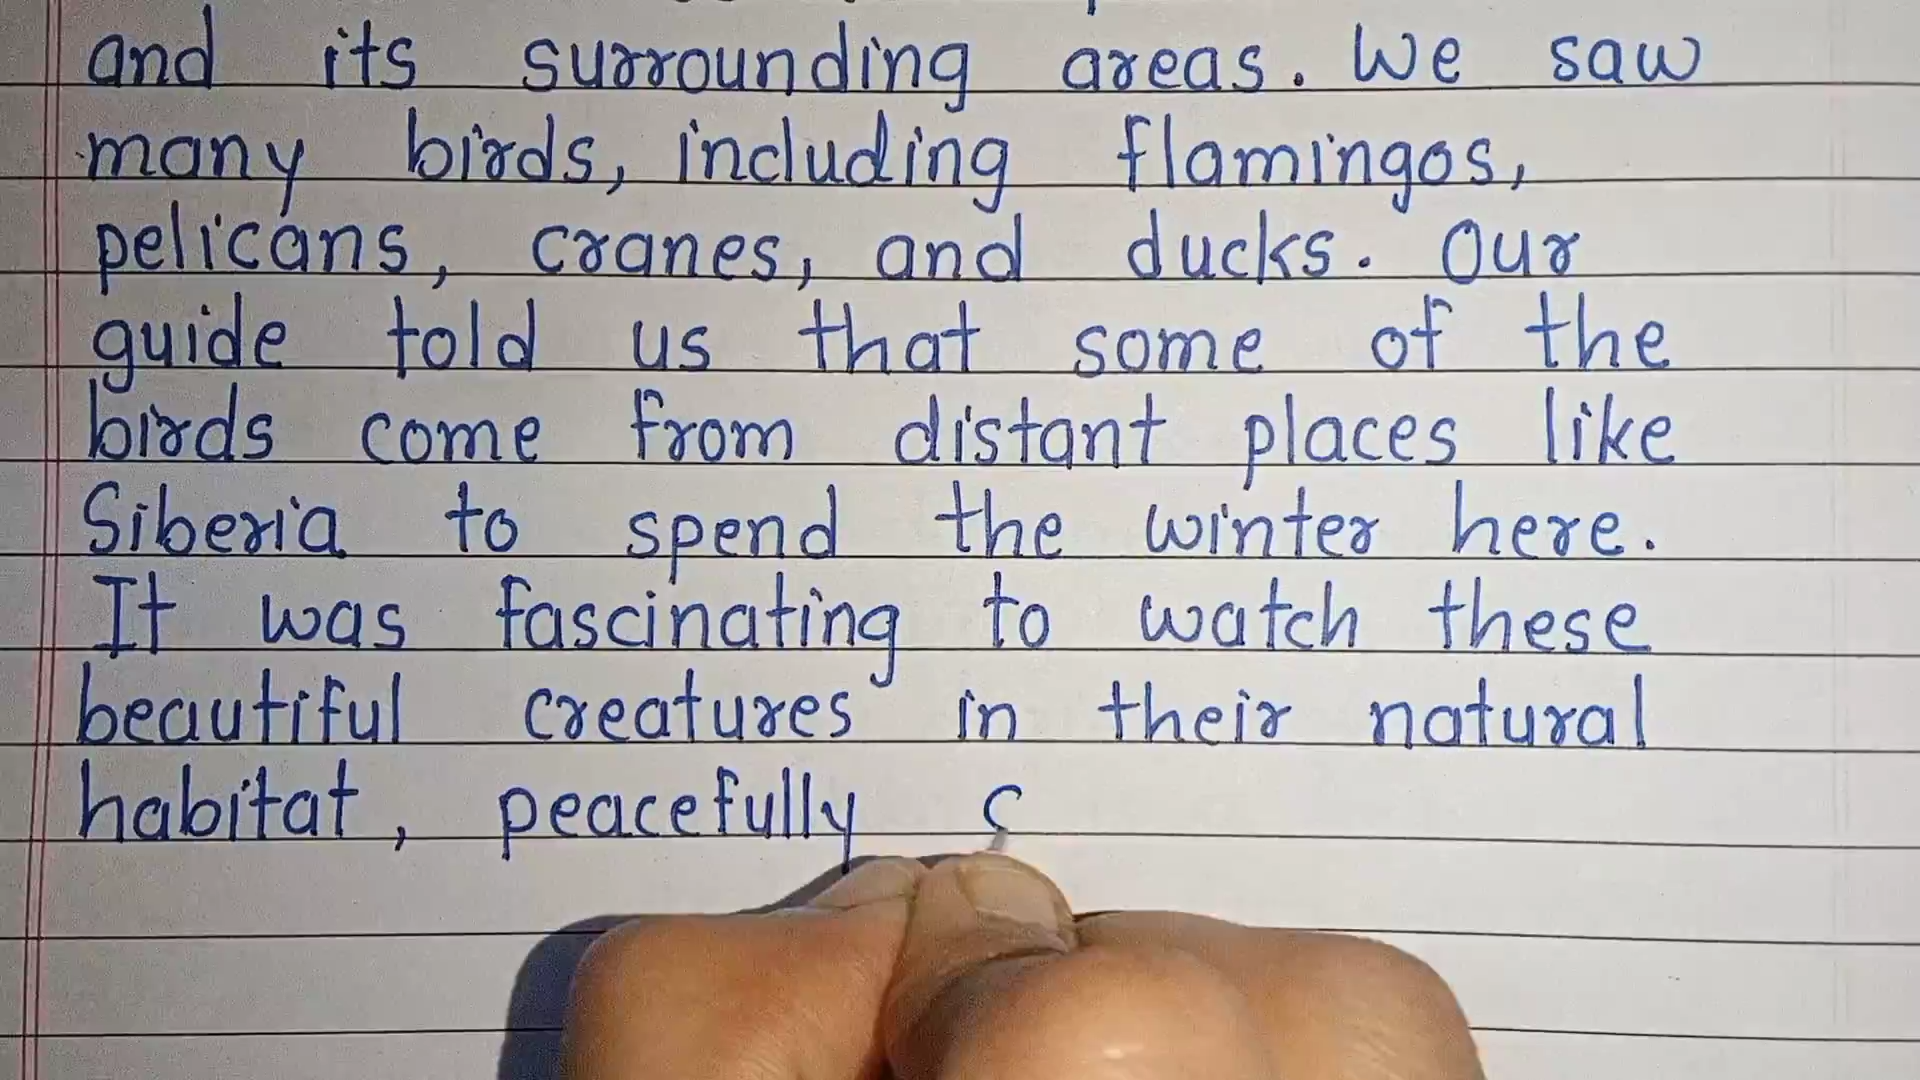 and its surrounding areas. We saw
many birds, including flamingos,
pelicans, cranes, and ducks. Our
guide told us that some of the
birds come from distant places like
Siberia to spend the winter here.
It was fascinating to watch these
beautiful creatures in their natural
habitat, peacefully